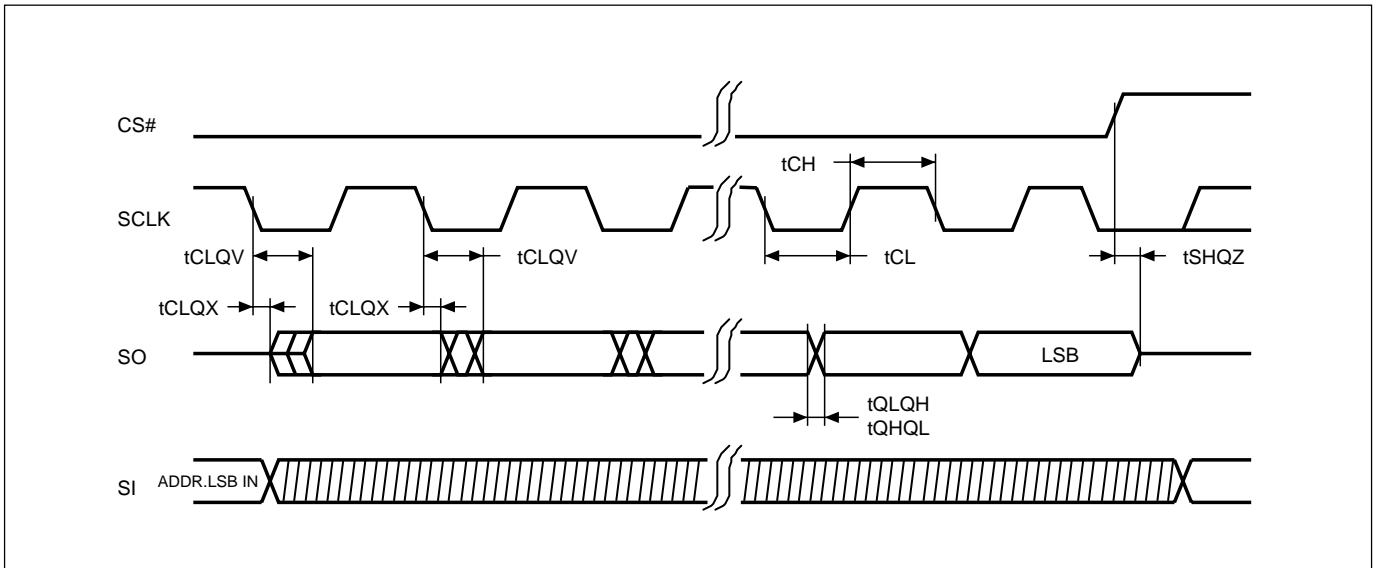 CS#
tCH
SCLK
tCLQV
tCLQV
tCL
tSHQZ
tCLQX
tCLQX
SO
LSB
tQLQH
tQHQL
SI
ADDR.LSB IN